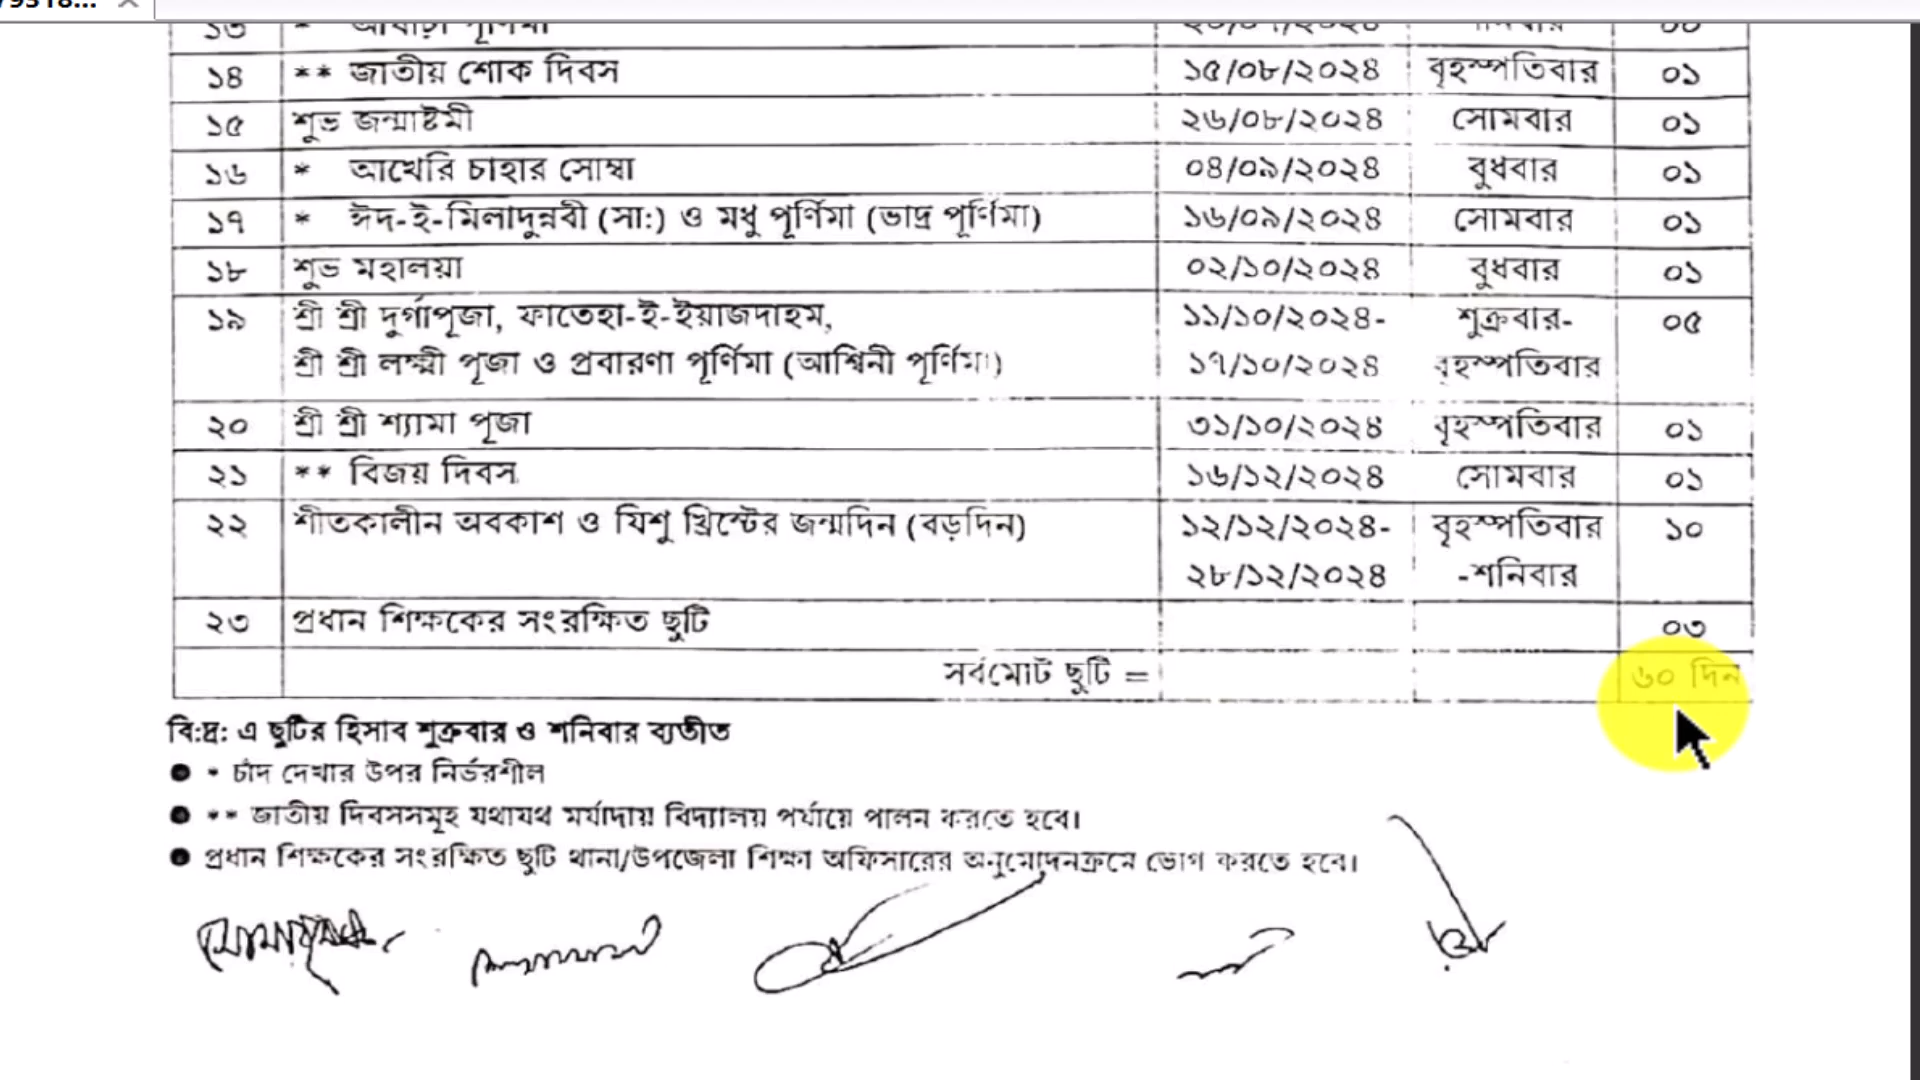 ১৪ ** জাতীয় শোক দিবস ১৫/০৮/২০২৪ বৃহস্পতিবার ০১
১৫ শুভ জন্মাষ্টমী ২৬/০৮/২০২৪ সোমবার ০১
১৬ * আখেরি চাহার সোম্বা ০৪/০৯/২০২৪ বুধবার ০১
১৭ * ঈদ-ই-মিলাদুন্নবী (সা:) ও মধু পূর্ণিমা (ভাদ্র পূর্ণিমা) ১৬/০৯/২০২৪ সোমবার ০১
১৮ শুভ মহালয়া ০২/১০/২০২৪ বুধবার ০১
১৯ শ্রী শ্রী দুর্গাপূজা, ফাতেহা-ই-ইয়াজদাহম, ১১/১০/২০২৪- শুক্রবার- ০৫
শ্রী শ্রী লক্ষ্মী পূজা ও প্রবারণা পূর্ণিমা (আশ্বিনী পূর্ণিমা) ১৭/১০/২০২৪ বৃহস্পতিবার
২০ শ্রী শ্রী শ্যামা পূজা ৩১/১০/২০২৪ বৃহস্পতিবার ০১
২১ ** বিজয় দিবস ১৬/১২/২০২৪ সোমবার ০১
২২ শীতকালীন অবকাশ ও যিশু খ্রিস্টের জন্মদিন (বড়দিন) ১২/১২/২০২৪- বৃহস্পতিবার ১০
২৮/১২/২০২৪ -শনিবার
২৩ প্রধান শিক্ষকের সংরক্ষিত ছুটি ০৩
সর্বমোট ছুটি = ৬০ দিন
বি:দ্র: এ ছুটির হিসাব শুক্রবার ও শনিবার ব্যতীত
● * চাঁদ দেখার উপর নির্ভরশীল
● ** জাতীয় দিবসসমূহ যথাযথ মর্যাদায় বিদ্যালয় পর্যায়ে পালন করতে হবে।
● প্রধান শিক্ষকের সংরক্ষিত ছুটি থানা/উপজেলা শিক্ষা অফিসারের অনুমোদনক্রমে ভোগ করতে হবে।